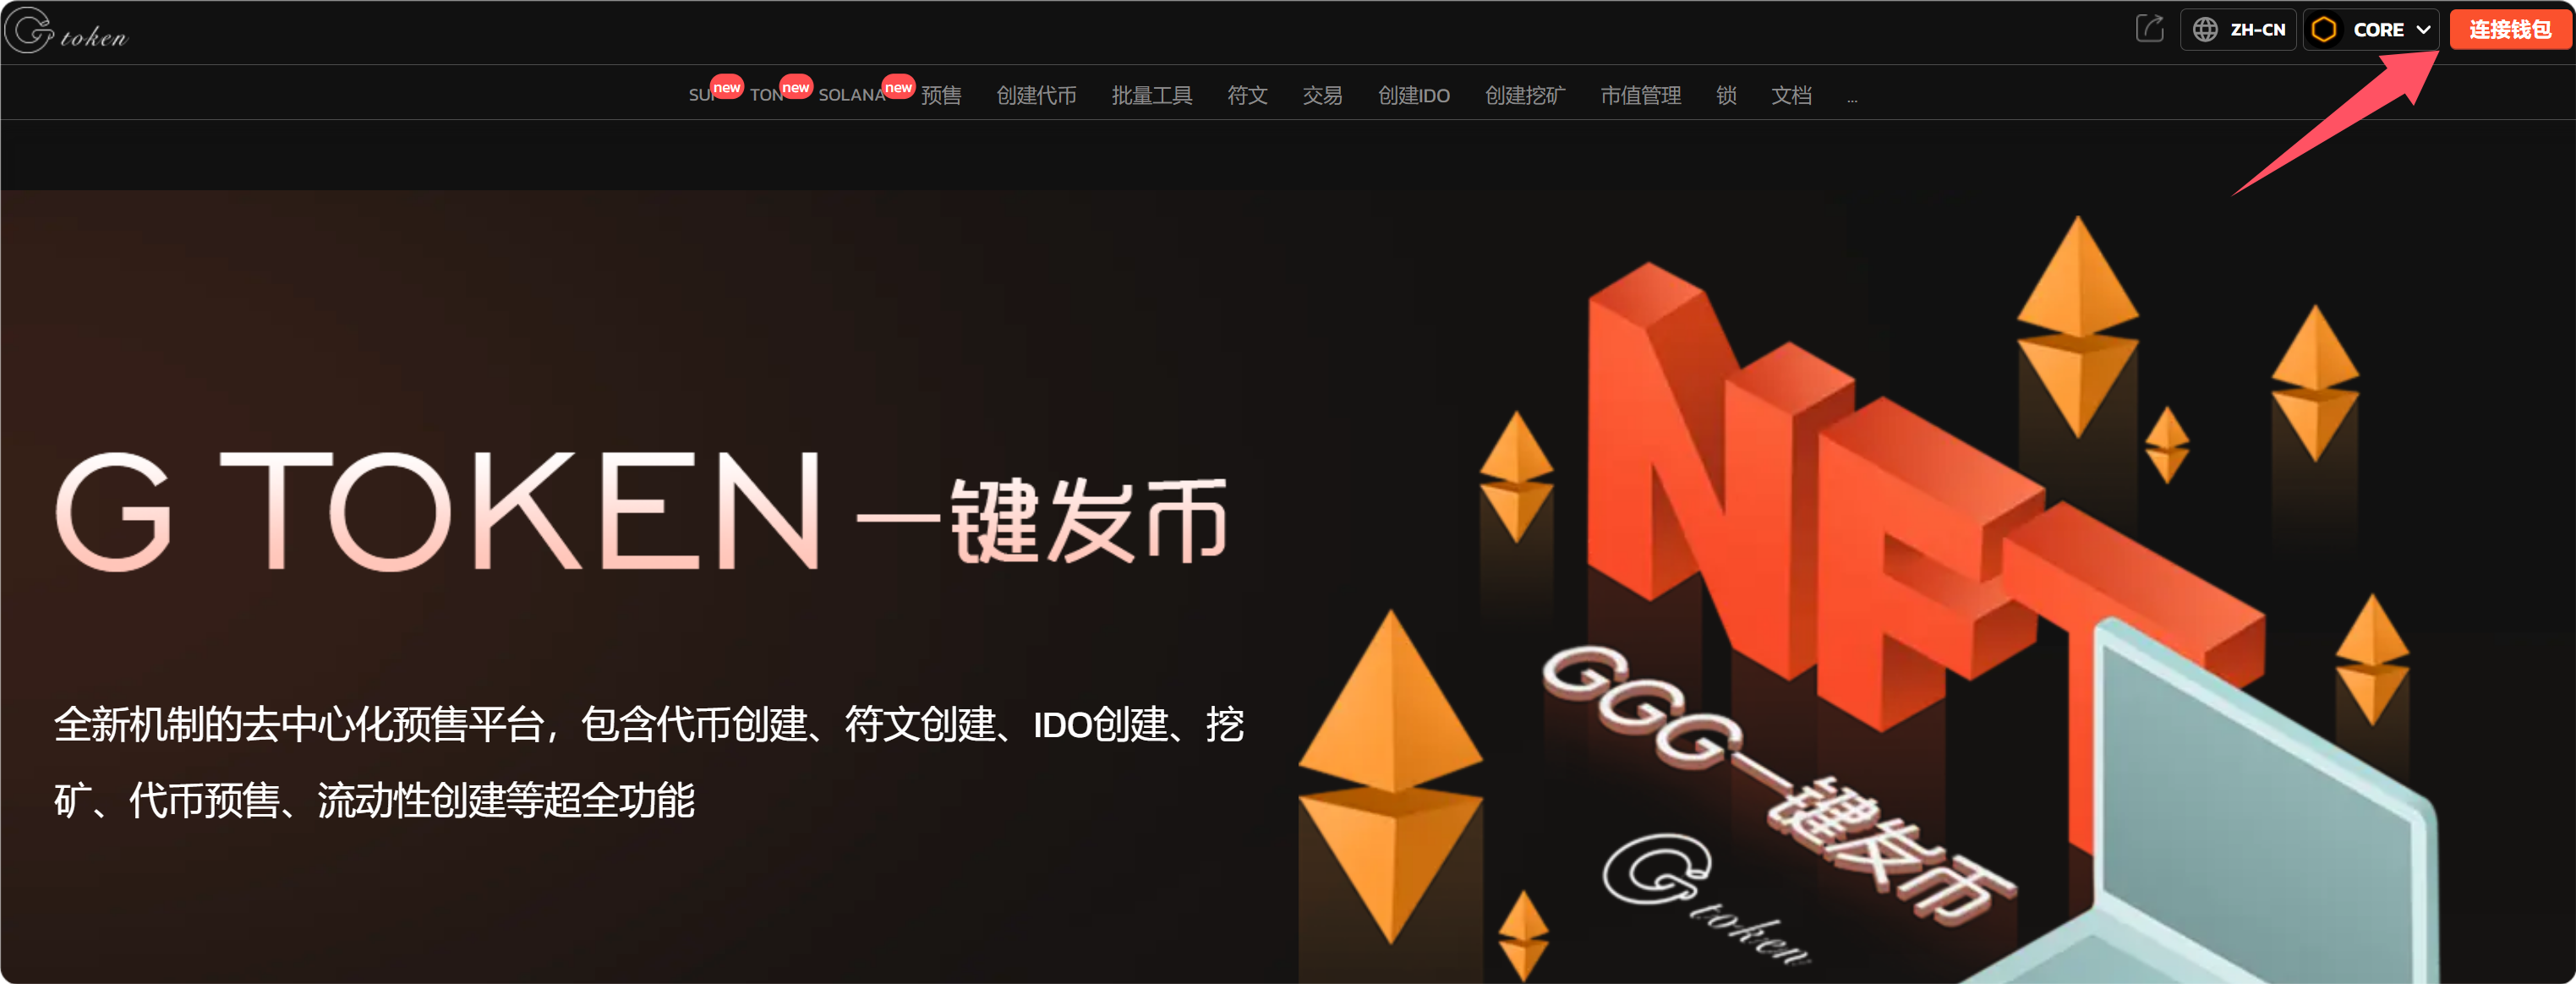 G token
ZH-CN
CORE
连接钱包
new
new
new
TON
SOLANA
预售
创建代币
批量工具
符文
交易
创建IDO
创建挖矿
市值管理
锁
文档
...
G TOKEN 一键发币
全新机制的去中心化预售平台，包含代币创建、符文创建、IDO创建、挖
矿、代币预售、流动性创建等超全功能
NFT
GGG一键发币
G token